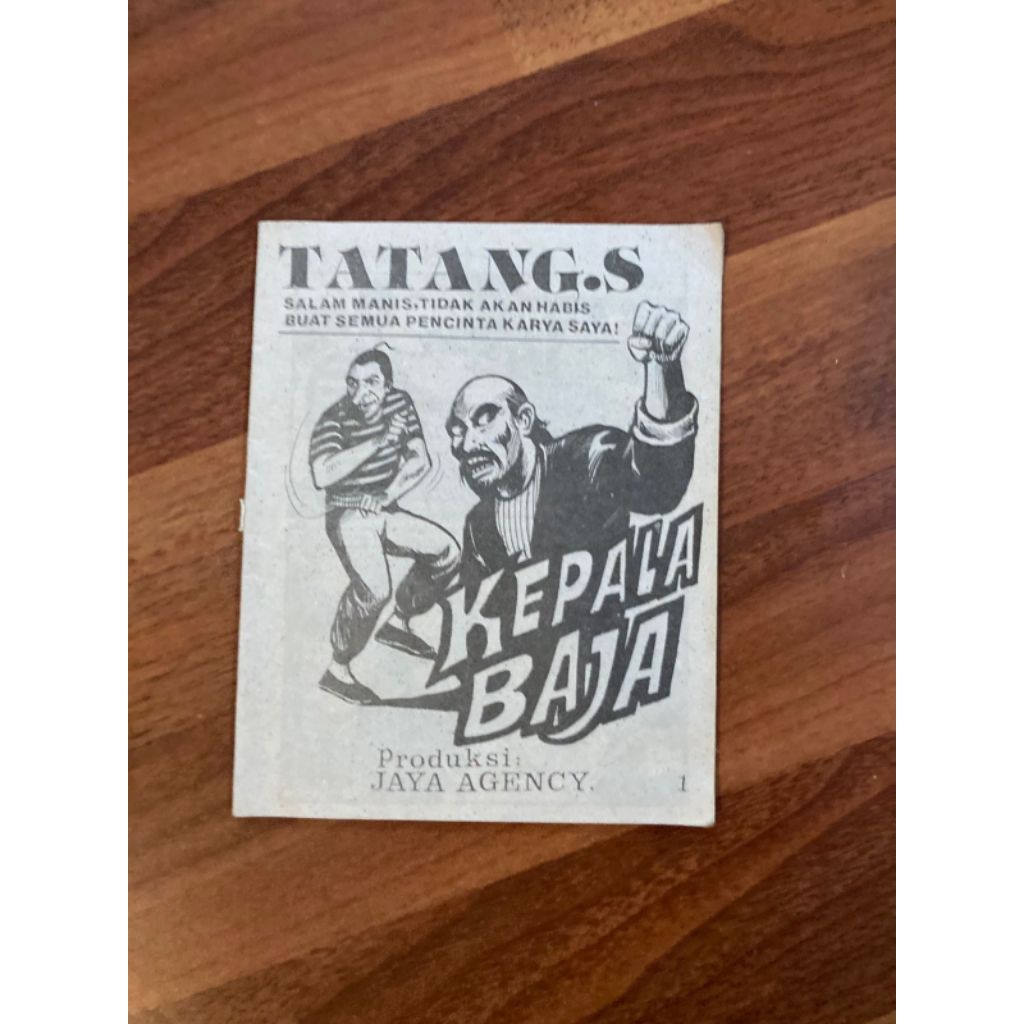 TATANG.S
SALAM MANIS.TIDAK AKAN HABIS
BUAT SEMUA PENCINTA KARYA SAYA!
KEPALA
BAJA
Produksi:
JAYA AGENCY.
1